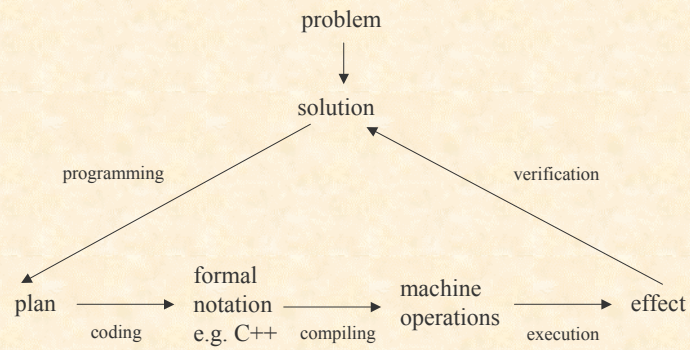 problem
solution
programming
verification
plan
coding
formal
notation
e.g. C++
compiling
machine
operations
execution
effect